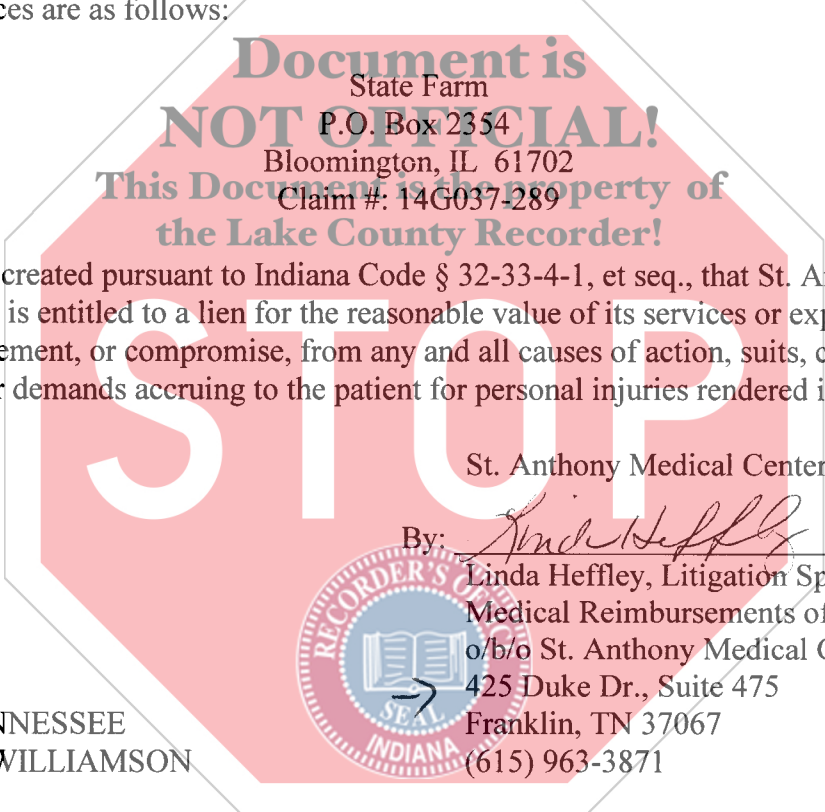 ces are as follows:
Document is
State Farm
NOT OFFICIAL!
P.O. Box 2354
Bloomington, IL 61702
This Document is the property of
Claim #: 14G037-289
the Lake County Recorder!
created pursuant to Indiana Code § 32-33-4-1, et seq., that St. A
is entitled to a lien for the reasonable value of its services or exp
ement, or compromise, from any and all causes of action, suits, c
r demands accruing to the patient for personal injuries rendered i
STOP
St. Anthony Medical Center
By: Linda Heffley
Linda Heffley, Litigation Sp
Medical Reimbursements of
o/b/o St. Anthony Medical C
425 Duke Dr., Suite 475
Franklin, TN 37067
(615) 963-3871
RECORDER'S OFFICE
SEAL
INDIANA
NNESSEE
WILLIAMSON